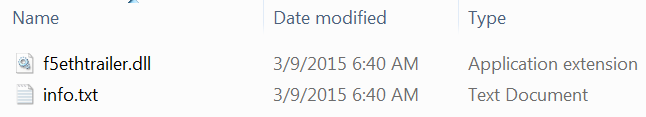 Name Date modified Type
f5ethtrailer.dll 3/9/2015 6:40 AM Application extension
info.txt 3/9/2015 6:40 AM Text Document